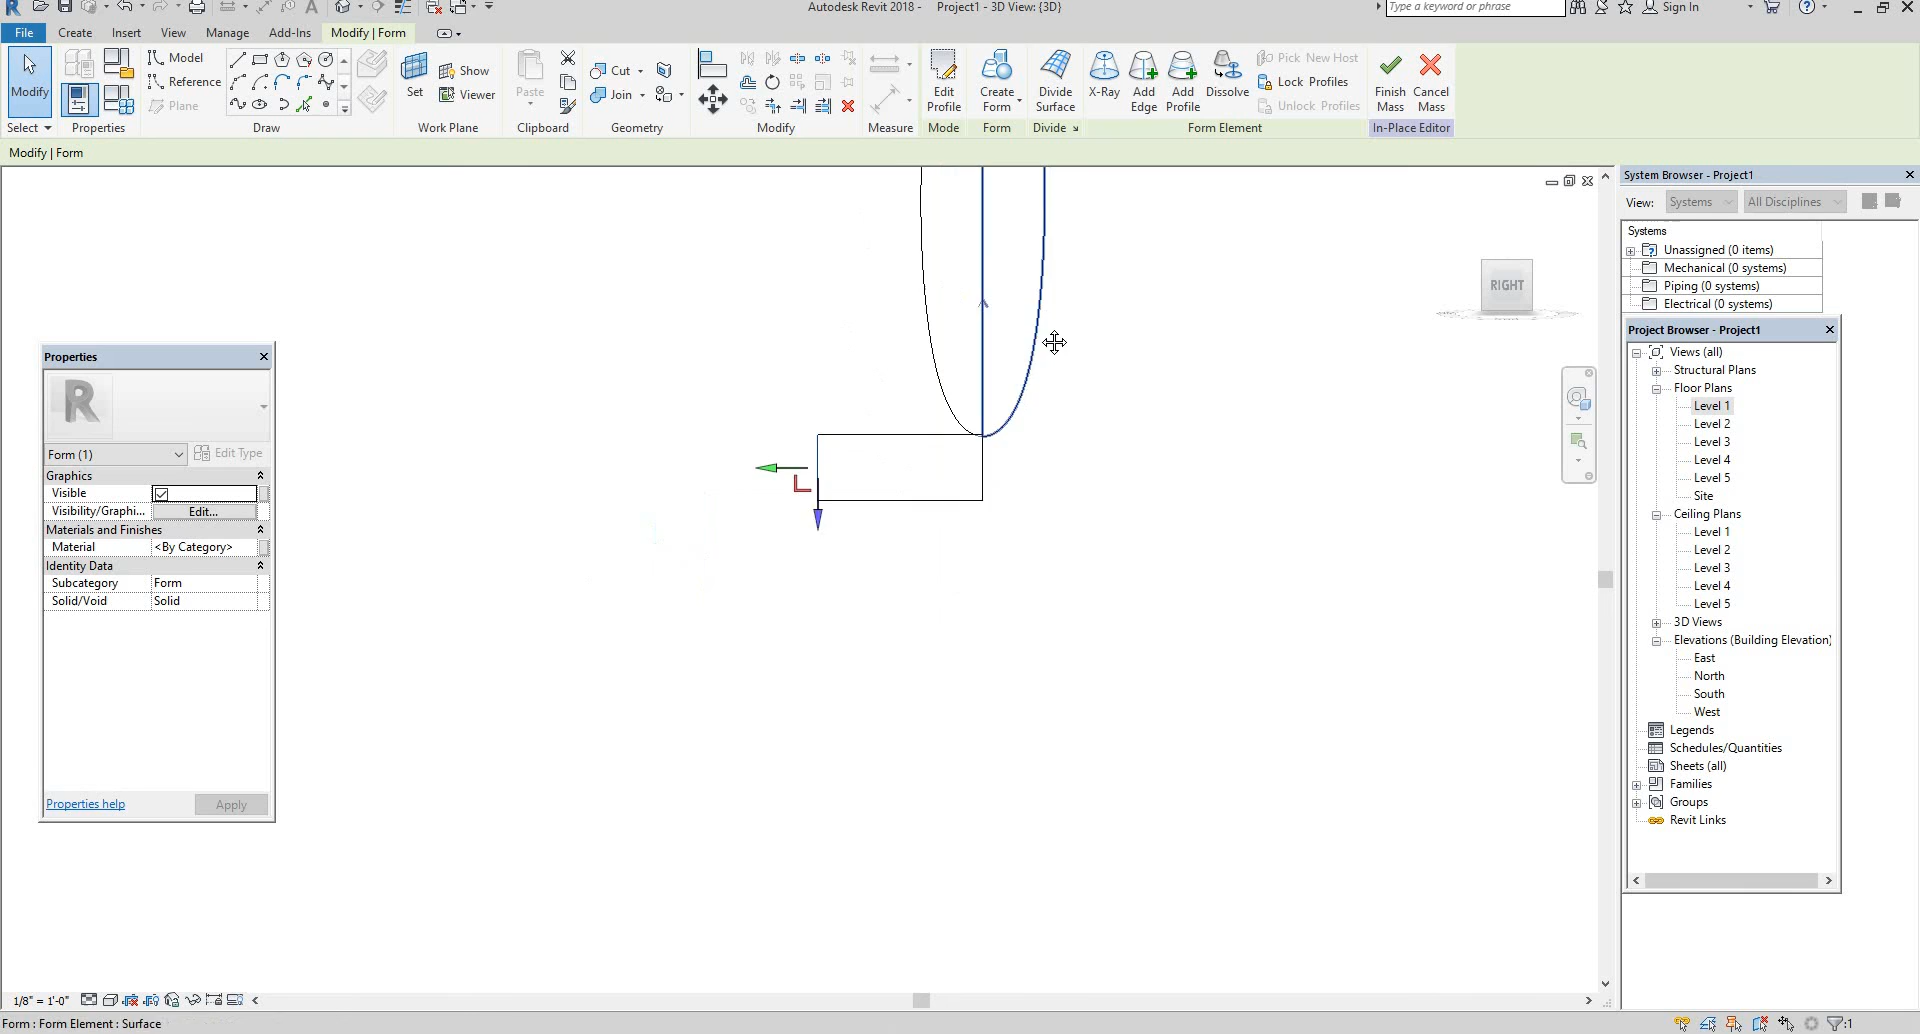 Autodesk Revit 2018 - Project1 - 3D View: {3D}
Type a keyword or phrase
Sign In
File Create Insert View Manage Add-Ins Modify | Form
Modify
Select
Properties
Model
Reference
Plane
Draw
Set
Show
Viewer
Work Plane
Paste
Clipboard
Cut
Join
Geometry
Modify
Measure
Edit Profile
Mode
Create Form
Form
Divide Surface
Divide
X-Ray
Add Edge
Add Profile
Dissolve
Pick New Host
Lock Profiles
Unlock Profiles
Form Element
Finish Mass
Cancel Mass
In-Place Editor
Modify | Form
RIGHT
Properties
Form (1)
Edit Type
Graphics
Visible
Visibility/Graphi... Edit...
Materials and Finishes
Material <By Category>
Identity Data
Subcategory Form
Solid/Void Solid
Properties help
Apply
System Browser - Project1
View: Systems All Disciplines
Systems
Unassigned (0 items)
Mechanical (0 systems)
Piping (0 systems)
Electrical (0 systems)
Project Browser - Project1
Views (all)
Structural Plans
Floor Plans
Level 1
Level 2
Level 3
Level 4
Level 5
Site
Ceiling Plans
Level 1
Level 2
Level 3
Level 4
Level 5
3D Views
Elevations (Building Elevation)
East
North
South
West
Legends
Schedules/Quantities
Sheets (all)
Families
Groups
Revit Links
1/8" = 1'-0"
Form : Form Element : Surface
:1